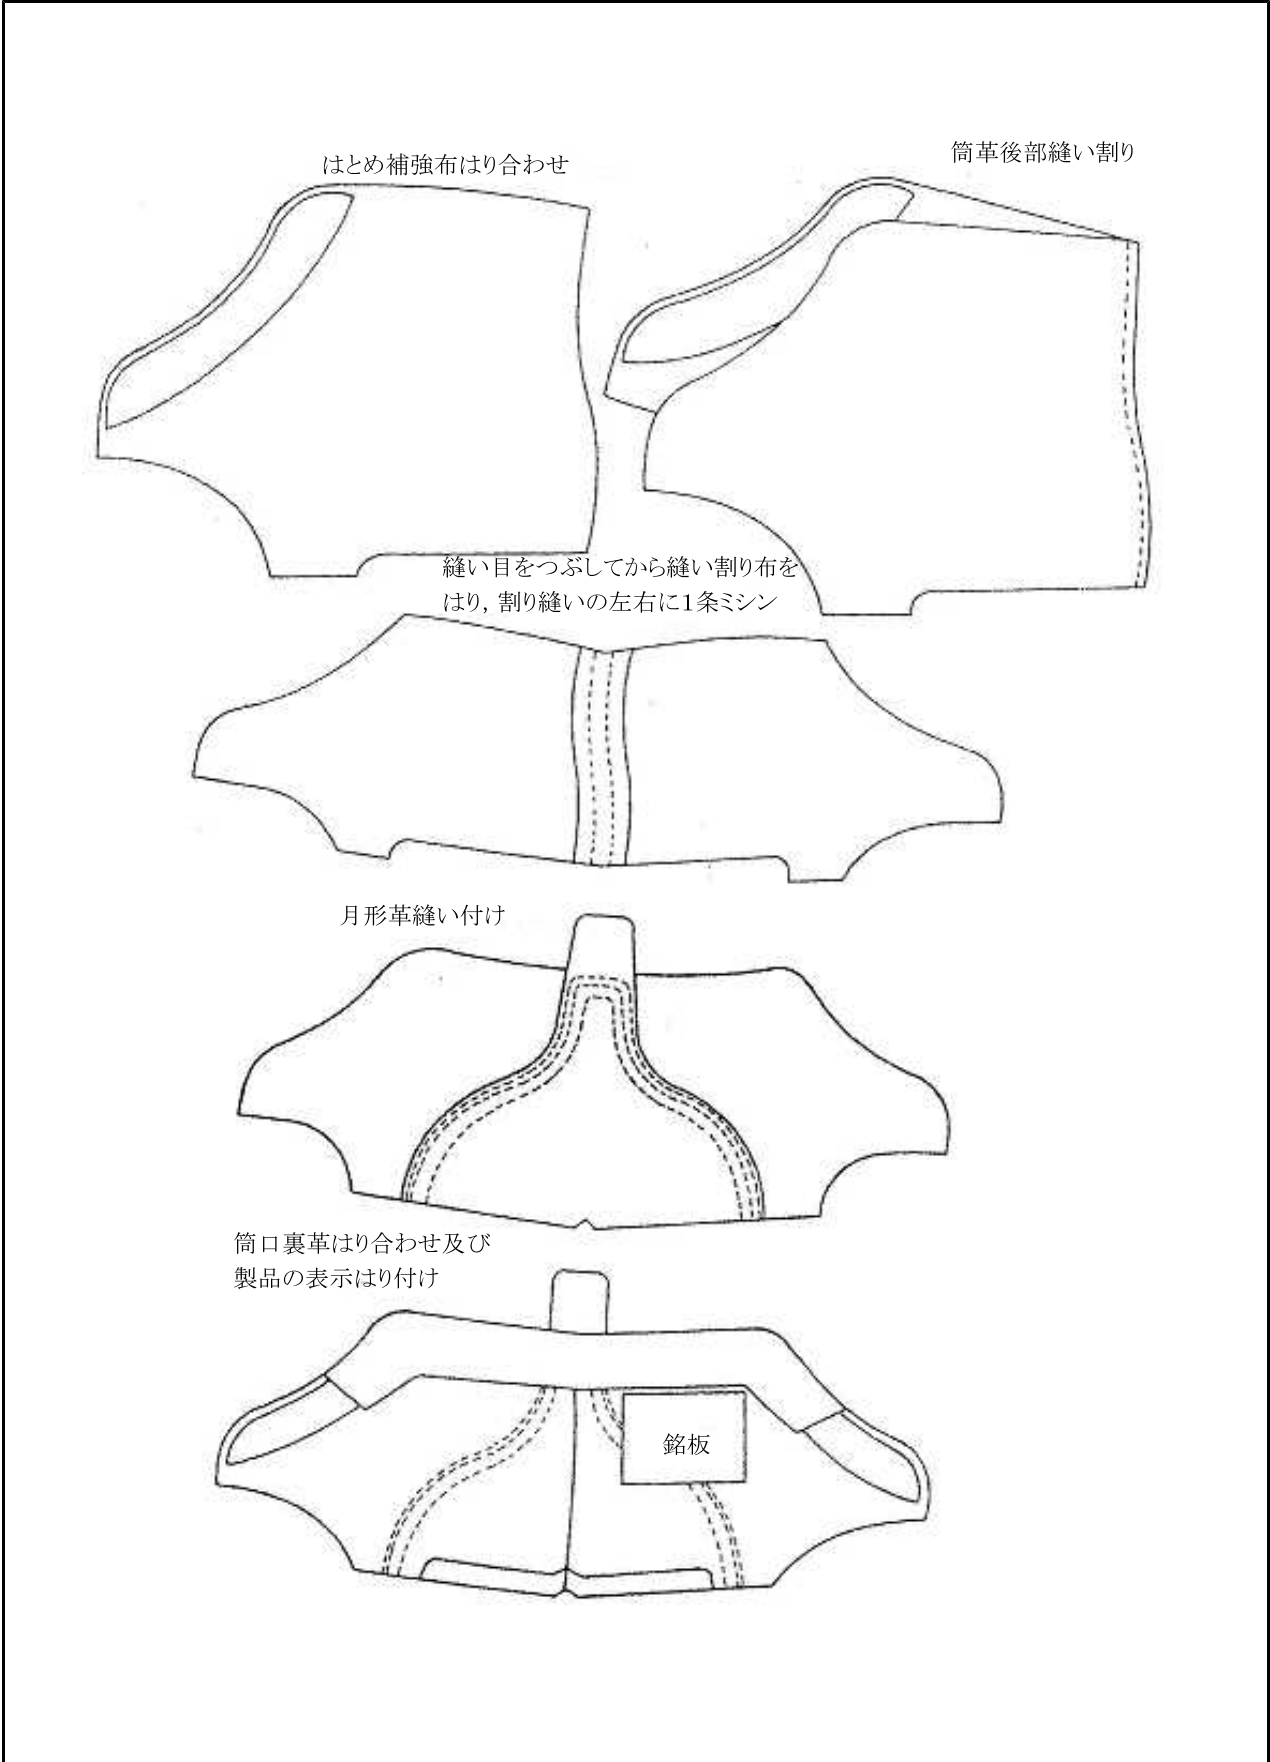 はとめ補強布はり合わせ
筒革後部縫い割り
縫い目をつぶしてから縫い割り布を
はり，割り縫いの左右に１条ミシン
月形革縫い付け
筒口裏革はり合わせ及び
製品の表示はり付け
銘板